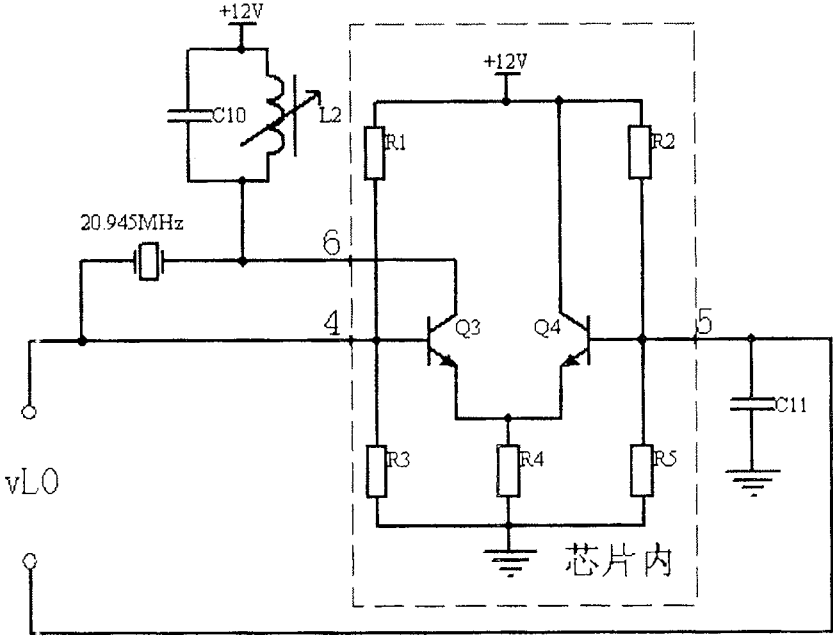 +12V
+12V
C10
L2
R1
R2
20.945MHz
6
4
Q3
Q4
5
C11
R3
R4
R5
vLO
芯片内